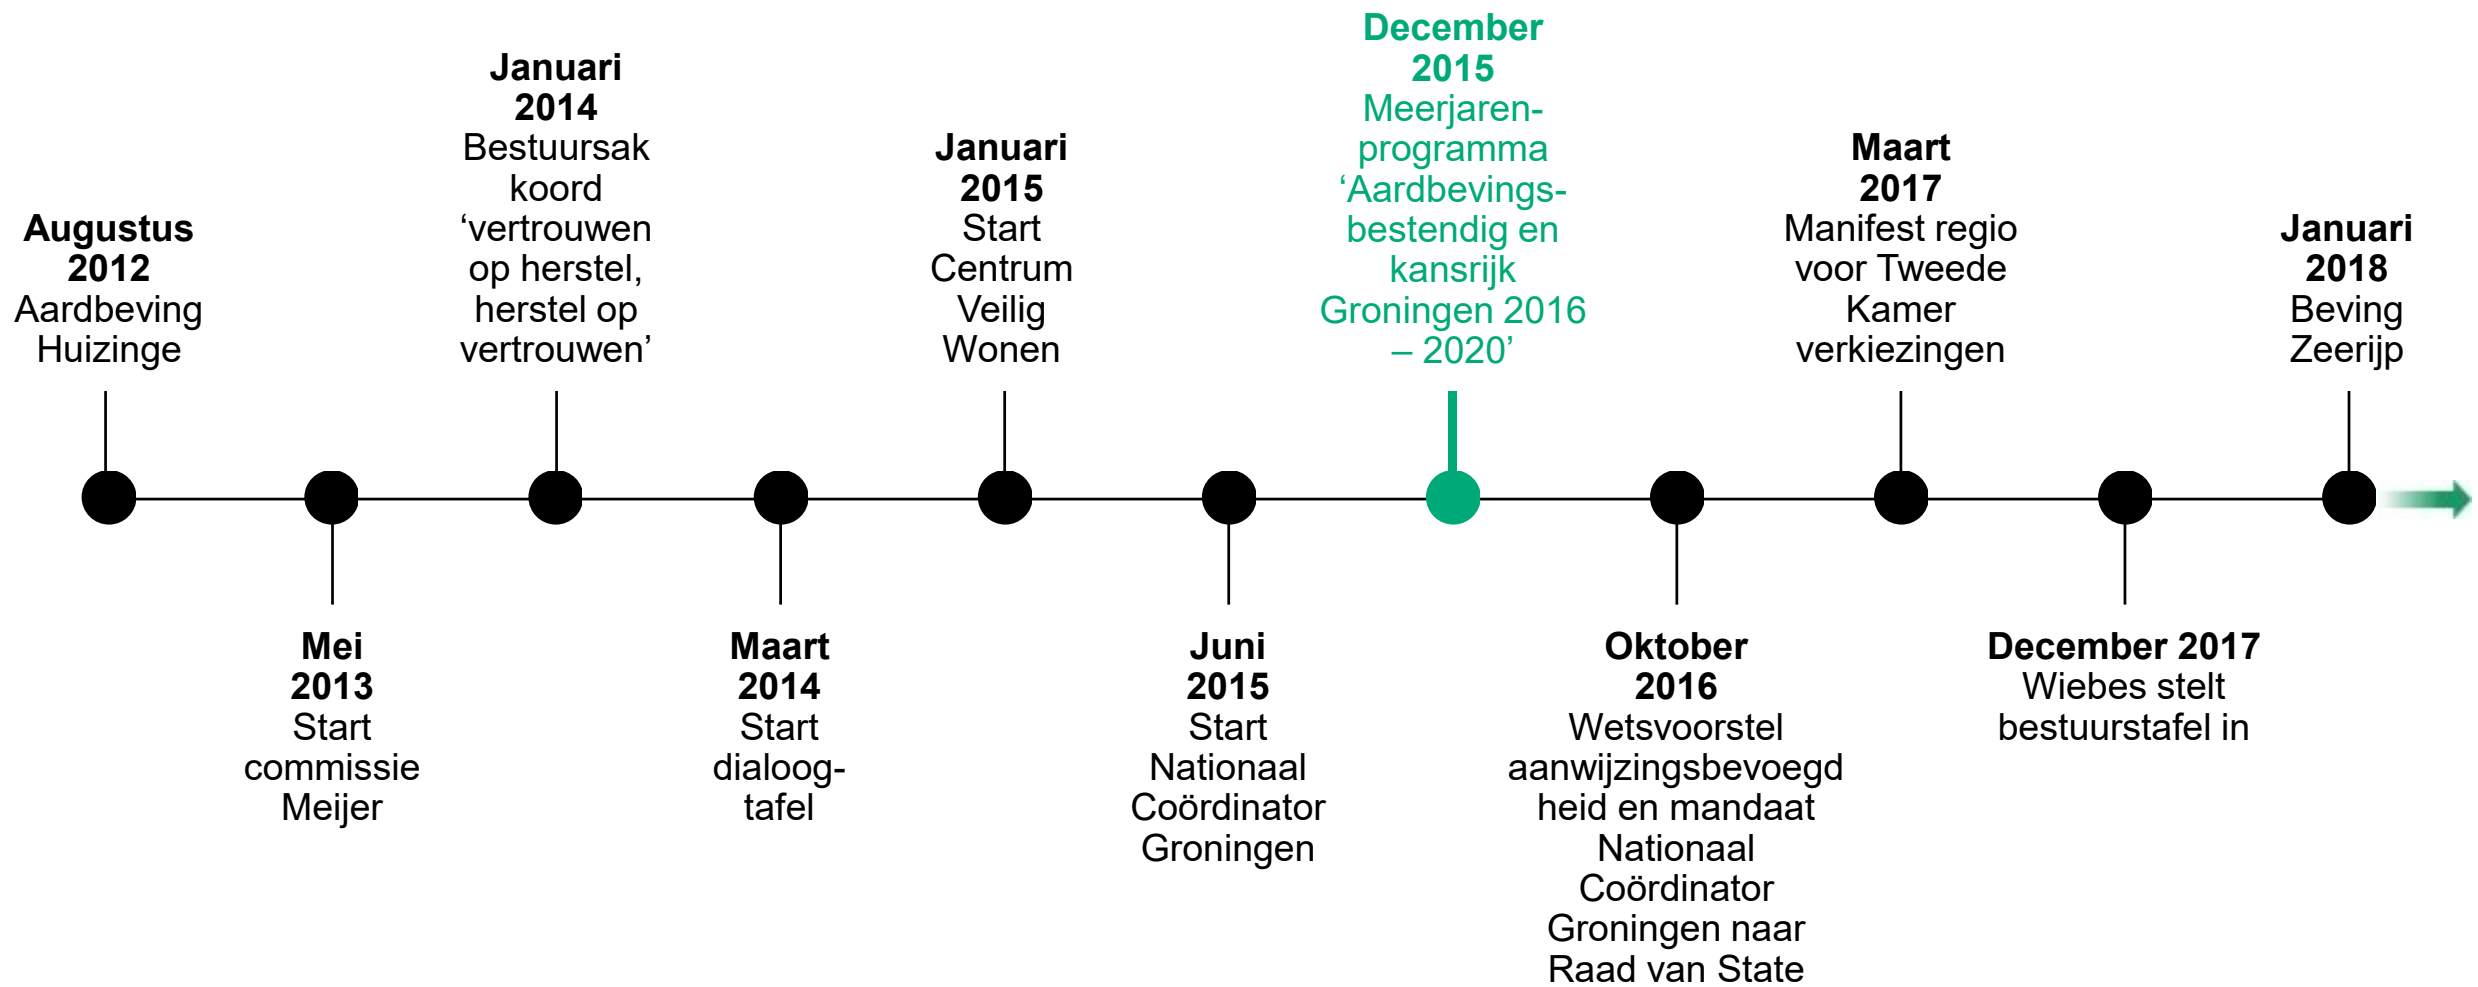 Augustus
2012
Aardbeving
Huizinge
Mei
2013
Start
commissie
Meijer
Januari
2014
Bestuursak
koord
‘vertrouwen
op herstel,
herstel op
vertrouwen’
Maart
2014
Start
dialoog-
tafel
Januari
2015
Start
Centrum
Veilig
Wonen
Juni
2015
Start
Nationaal
Coördinator
Groningen
December
2015
Meerjaren-
programma
‘Aardbevings-
bestendig en
kansrijk
Groningen 2016
– 2020’
Oktober
2016
Wetsvoorstel
aanwijzingsbevoegd
heid en mandaat
Nationaal
Coördinator
Groningen naar
Raad van State
Maart
2017
Manifest regio
voor Tweede
Kamer
verkiezingen
December 2017
Wiebes stelt
bestuurstafel in
Januari
2018
Beving
Zeerijp